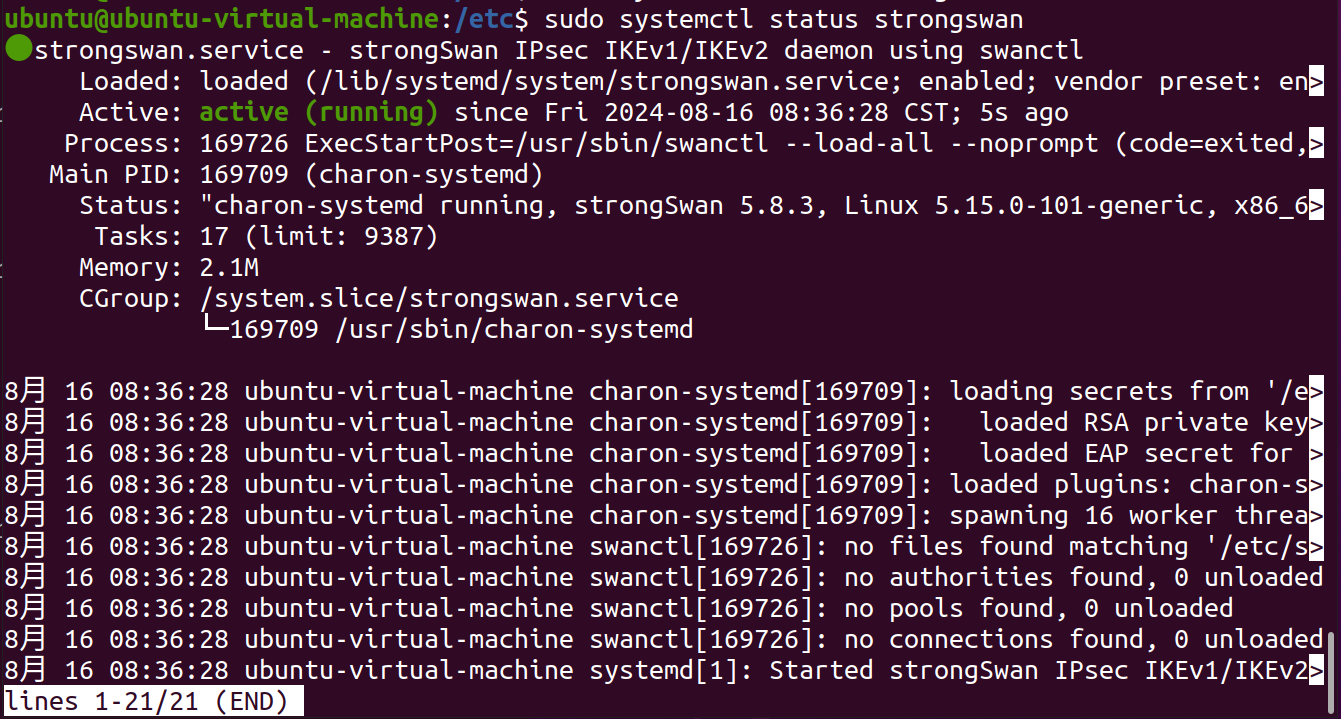 ubuntu@ubuntu-virtual-machine:/etc$ sudo systemctl status strongswan
●strongswan.service - strongSwan IPsec IKEv1/IKEv2 daemon using swanctl
     Loaded: loaded (/lib/systemd/system/strongswan.service; enabled; vendor preset: en>
     Active: active (running) since Fri 2024-08-16 08:36:28 CST; 5s ago
    Process: 169726 ExecStartPost=/usr/sbin/swanctl --load-all --noprompt (code=exited,>
   Main PID: 169709 (charon-systemd)
     Status: "charon-systemd running, strongSwan 5.8.3, Linux 5.15.0-101-generic, x86_6>
      Tasks: 17 (limit: 9387)
     Memory: 2.1M
     CGroup: /system.slice/strongswan.service
             └─169709 /usr/sbin/charon-systemd
8月 16 08:36:28 ubuntu-virtual-machine charon-systemd[169709]: loading secrets from '/e>
8月 16 08:36:28 ubuntu-virtual-machine charon-systemd[169709]:   loaded RSA private key>
8月 16 08:36:28 ubuntu-virtual-machine charon-systemd[169709]:   loaded EAP secret for >
8月 16 08:36:28 ubuntu-virtual-machine charon-systemd[169709]: loaded plugins: charon-s>
8月 16 08:36:28 ubuntu-virtual-machine charon-systemd[169709]: spawning 16 worker threa>
8月 16 08:36:28 ubuntu-virtual-machine swanctl[169726]: no files found matching '/etc/s>
8月 16 08:36:28 ubuntu-virtual-machine swanctl[169726]: no authorities found, 0 unloaded
8月 16 08:36:28 ubuntu-virtual-machine swanctl[169726]: no pools found, 0 unloaded
8月 16 08:36:28 ubuntu-virtual-machine swanctl[169726]: no connections found, 0 unloaded
8月 16 08:36:28 ubuntu-virtual-machine systemd[1]: Started strongSwan IPsec IKEv1/IKEv2>
lines 1-21/21 (END)